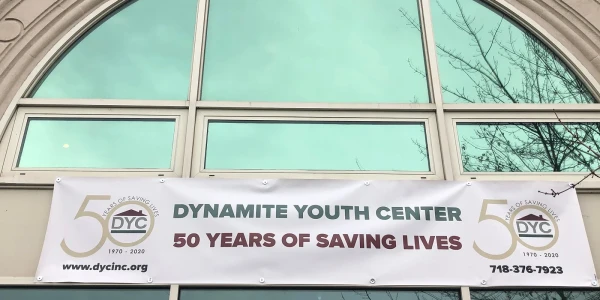 50 YEARS OF SAVING LIVES
DYC
1970 - 2020
www.dycinc.org
DYNAMITE YOUTH CENTER
50 YEARS OF SAVING LIVES
50 YEARS OF SAVING LIVES
DYC
1970 - 2020
718-376-7923